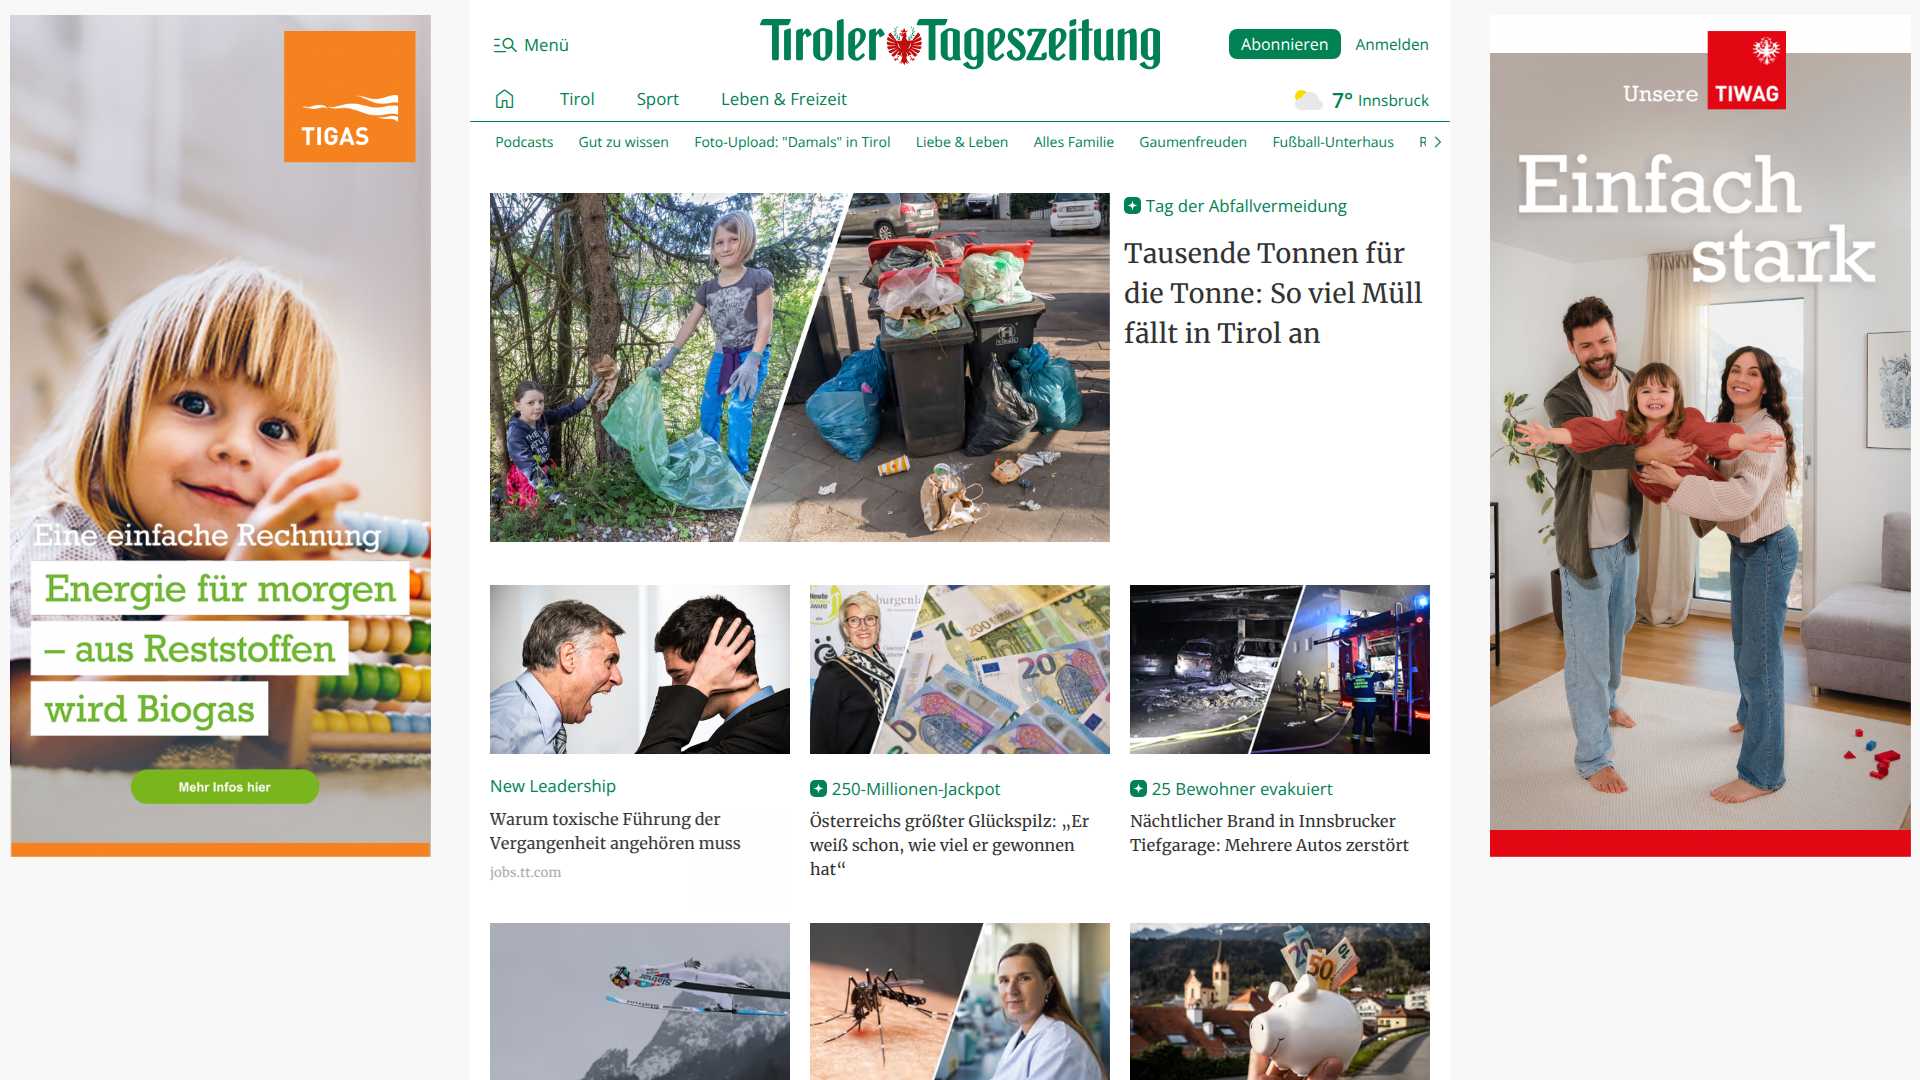 TIGAS
Eine einfache Rechnung
Energie für morgen
– aus Reststoffen
wird Biogas
Mehr Infos hier
Menü
Tiroler Tageszeitung
Abonnieren
Anmelden
Tirol
Sport
Leben & Freizeit
7° Innsbruck
Podcasts
Gut zu wissen
Foto-Upload: "Damals" in Tirol
Liebe & Leben
Alles Familie
Gaumenfreuden
Fußball-Unterhaus
Tag der Abfallvermeidung
Tausende Tonnen für
die Tonne: So viel Müll
fällt in Tirol an
New Leadership
Warum toxische Führung der
Vergangenheit angehören muss
jobs.tt.com
250-Millionen-Jackpot
Österreichs größter Glückspilz: „Er
weiß schon, wie viel er gewonnen
hat“
25 Bewohner evakuiert
Nächtlicher Brand in Innsbrucker
Tiefgarage: Mehrere Autos zerstört
Unsere TIWAG
Einfach
stark